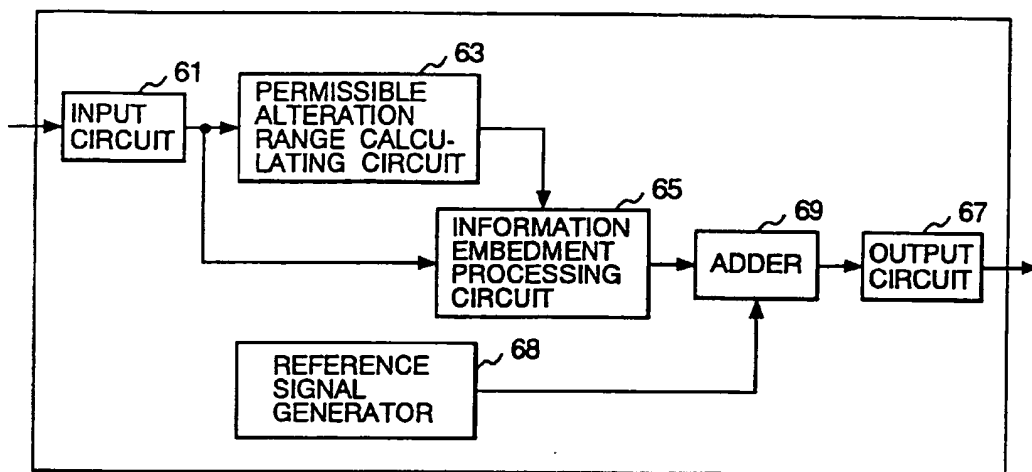 61
INPUT
CIRCUIT
63
PERMISSIBLE
ALTERATION
RANGE CALCU-
LATING CIRCUIT
65
INFORMATION
EMBEDMENT
PROCESSING
CIRCUIT
69
ADDER
67
OUTPUT
CIRCUIT
68
REFERENCE
SIGNAL
GENERATOR